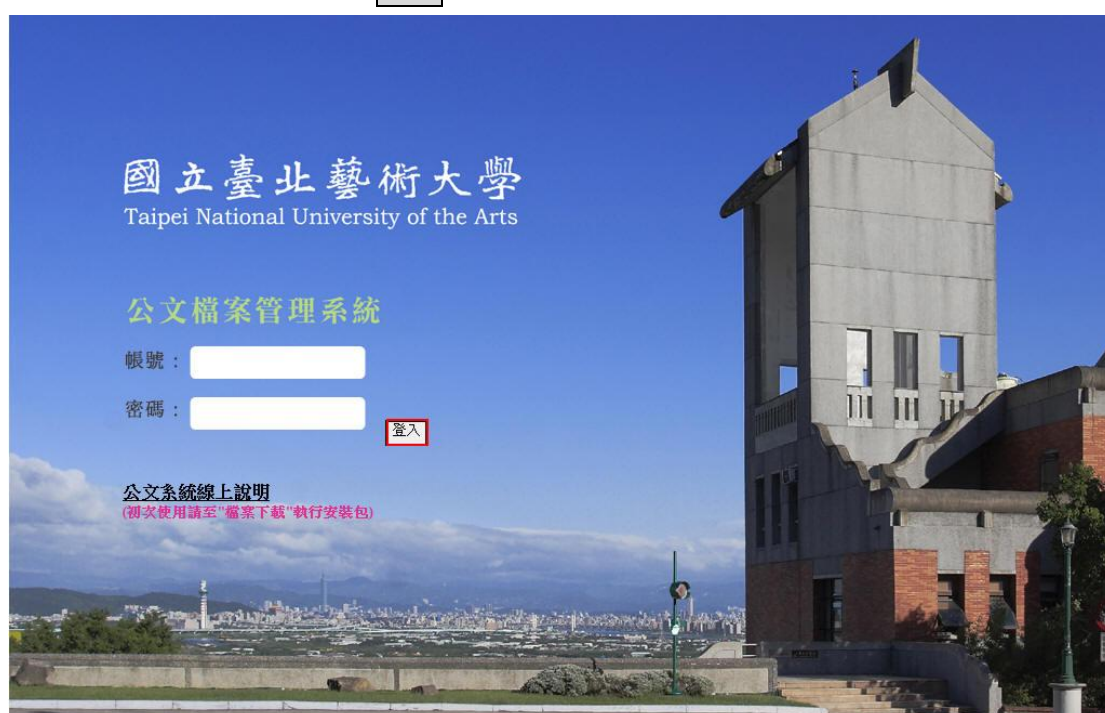 國立臺北藝術大學
Taipei National University of the Arts
公文檔案管理系統
帳號：
密碼：
登入
公文系統線上說明
(初次使用請至"檔案下載"執行安裝包)